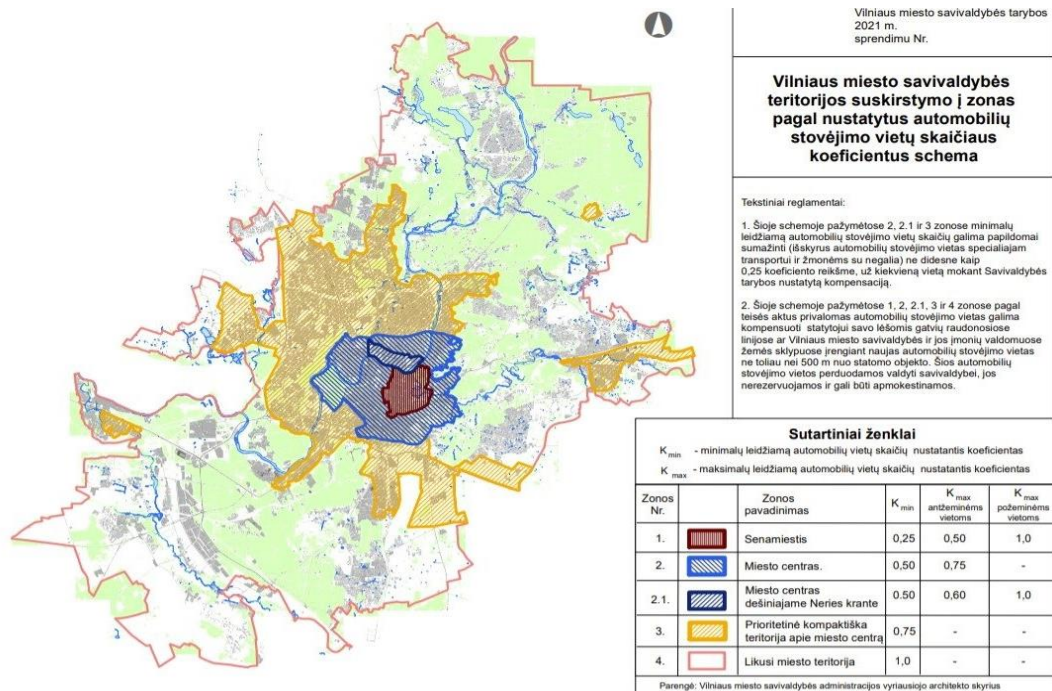 Vilniaus miesto savivaldybės tarybos
2021 m.
sprendimu Nr.
Vilniaus miesto savivaldybės
teritorijos suskirstymo į zonas
pagal nustatytus automobilių
stovėjimo vietų skaičiaus
koeficientus schema
Tekstiniai reglamentai:
1. Šioje schemoje pažymėtose 2, 2.1 ir 3 zonose minimalų
leidžiamą automobilių stovėjimo vietų skaičių galima papildomai
sumažinti (išskyrus automobilių stovėjimo vietas specialiajam
transportui ir žmonėms su negalia) ne didesne kaip
0,25 koeficiento reikšme, už kiekvieną vietą mokant Savivaldybės
tarybos nustatytą kompensaciją.
2. Šioje schemoje pažymėtose 1, 2, 2.1, 3 ir 4 zonose pagal
teisės aktus privalomas automobilių stovėjimo vietas galima
kompensuoti statytojui savo lėšomis gatvių raudonosiose
linijose ar Vilniaus miesto savivaldybės ir jos įmonių valdomuose
žemės sklypuose įrengiant naujas automobilių stovėjimo vietas
ne toliau nei 500 m nuo statomo objekto. Šios automobilių
stovėjimo vietos perduodamos valdyti savivaldybei, jos
nerezervuojamos ir gali būti apmokestinamos.
Sutartiniai ženklai
K min - minimalų leidžiamą automobilių vietų skaičių nustatantis koeficientas
K max - maksimalų leidžiamą automobilių vietų skaičių nustatantis koeficientas
Zonos Nr. Zonos pavadinimas K min K max antžeminėms vietoms K max požeminėms vietoms
1. Senamiestis 0,25 0,50 1,0
2. Miesto centras. 0,50 0,75 -
2.1. Miesto centras dešiniajame Neries krante 0.50 0,60 1,0
3. Prioritetinė kompaktiška teritorija apie miesto centrą 0,75 - -
4. Likusi miesto teritorija 1,0 - -
Parengė: Vilniaus miesto savivaldybės administracijos vyriausiojo architekto skyrius